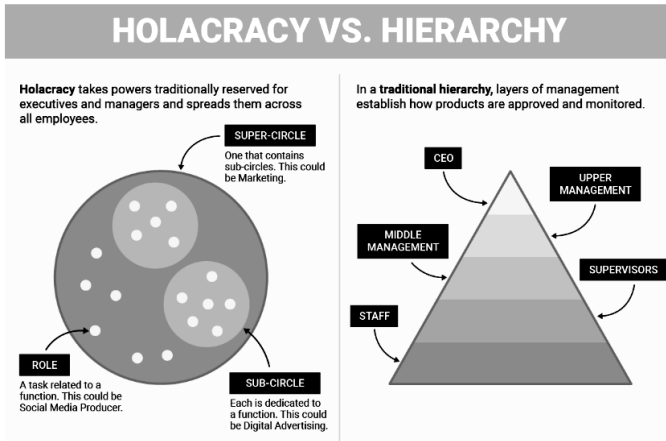 HOLACRACY VS. HIERARCHY
Holacracy takes powers traditionally reserved for
executives and managers and spreads them across
all employees.
SUPER-CIRCLE
One that contains
sub-circles. This could
be Marketing.
ROLE
A task related to a
function. This could be
Social Media Producer.
SUB-CIRCLE
Each is dedicated to
a function. This could
be Digital Advertising.
In a traditional hierarchy, layers of management
establish how products are approved and monitored.
CEO
UPPER
MANAGEMENT
MIDDLE
MANAGEMENT
SUPERVISORS
STAFF